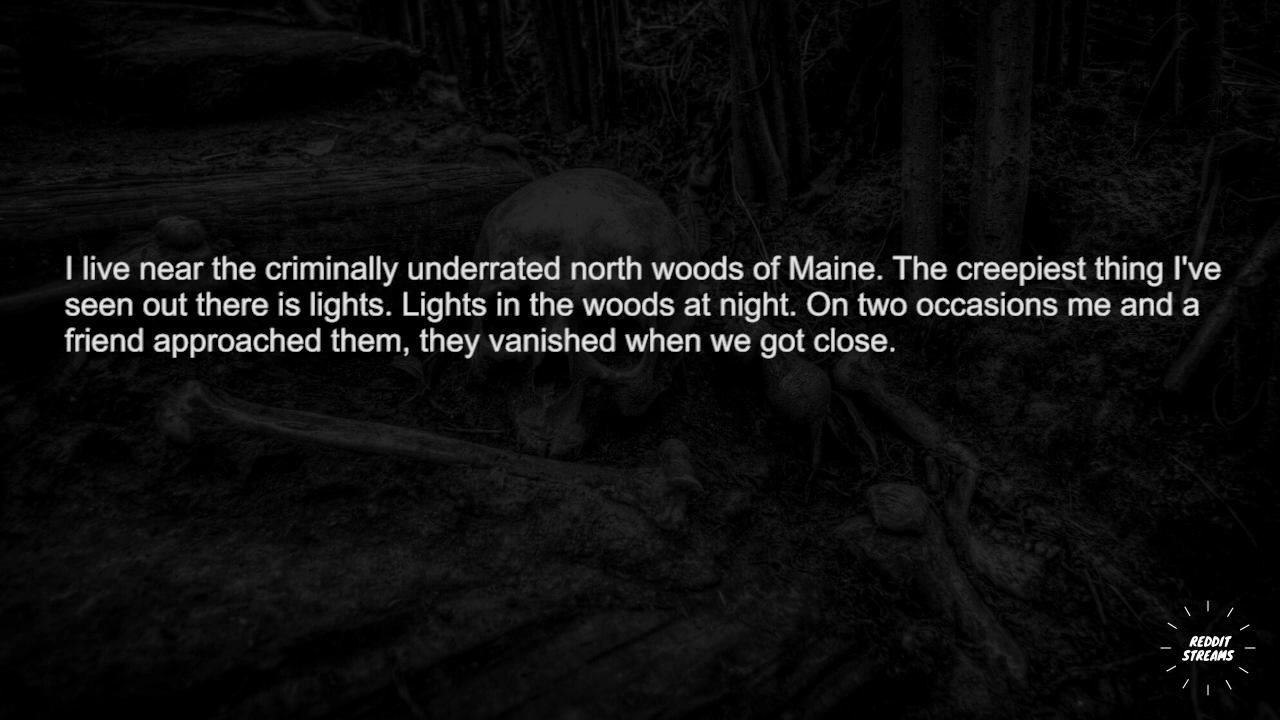 I live near the criminally underrated north woods of Maine. The creepiest thing I've
seen out there is lights. Lights in the woods at night. On two occasions me and a
friend approached them, they vanished when we got close.
REDDIT
STREAMS